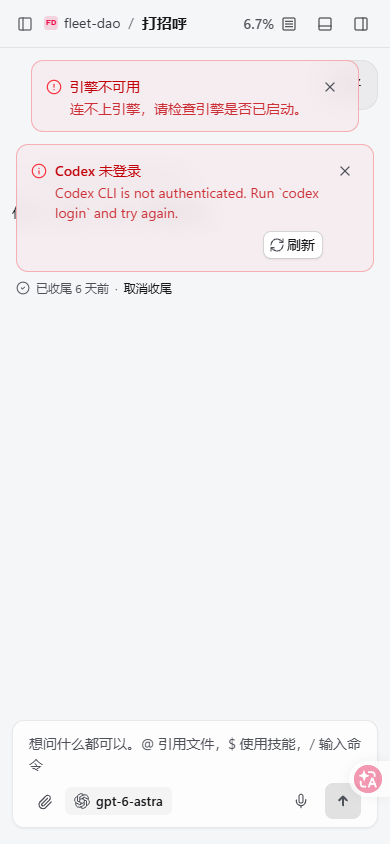 FD fleet-dao / 打招呼 6.7%
引擎不可用
连不上引擎，请检查引擎是否已启动。
Codex 未登录
Codex CLI is not authenticated. Run `codex
login` and try again.
刷新
已收尾 6 天前 · 取消收尾
想问什么都可以。@ 引用文件，$ 使用技能，/ 输入命
令
gpt-6-astra